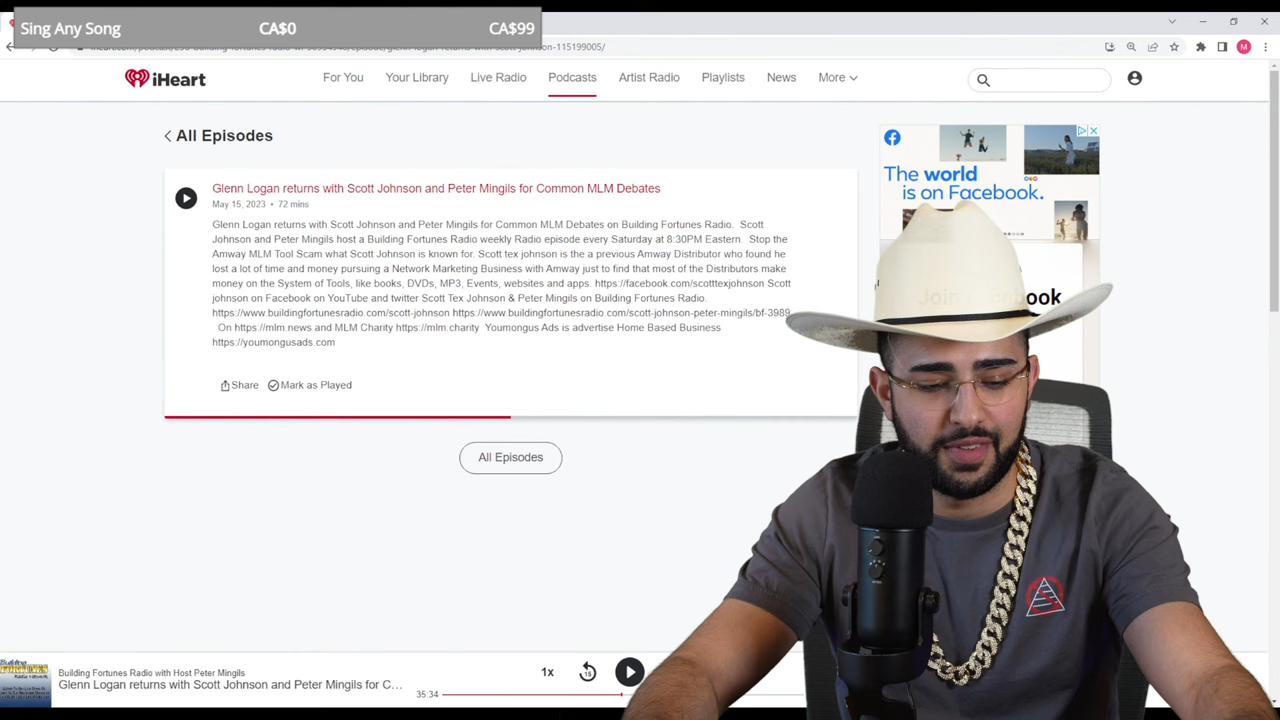 Sing Any Song CA$0 CA$99
iHeart For You Your Library Live Radio Podcasts Artist Radio Playlists News More
All Episodes
Glenn Logan returns with Scott Johnson and Peter Mingils for Common MLM Debates
May 15, 2023 • 72 mins
Glenn Logan returns with Scott Johnson and Peter Mingils for Common MLM Debates on Building Fortunes Radio. Scott
Johnson and Peter Mingils host a Building Fortunes Radio weekly Radio episode every Saturday at 8:30PM Eastern. Stop the
Amway MLM Tool Scam what Scott Johnson is known for. Scott tex johnson is the a previous Amway Distributor who found he
lost a lot of time and money pursuing a Network Marketing Business with Amway just to find that most of the Distributors make
money on the System of Tools, like books, DVDs, MP3, Events, websites and apps. https://facebook.com/scotttexjohnson Scott
johnson on Facebook on YouTube and twitter Scott Tex Johnson & Peter Mingils on Building Fortunes Radio.
https://www.buildingfortunesradio.com/scott-johnson https://www.buildingfortunesradio.com/scott-johnson-peter-mingils/bf-3989
On https://mlm.news and MLM Charity https://mlm.charity Youmongus Ads is advertise Home Based Business
https://youmongusads.com
Share Mark as Played
All Episodes
The world
is on Facebook.
Building Fortunes Radio with Host Peter Mingils
Glenn Logan returns with Scott Johnson and Peter Mingils for C...
1x 15
35:34
M